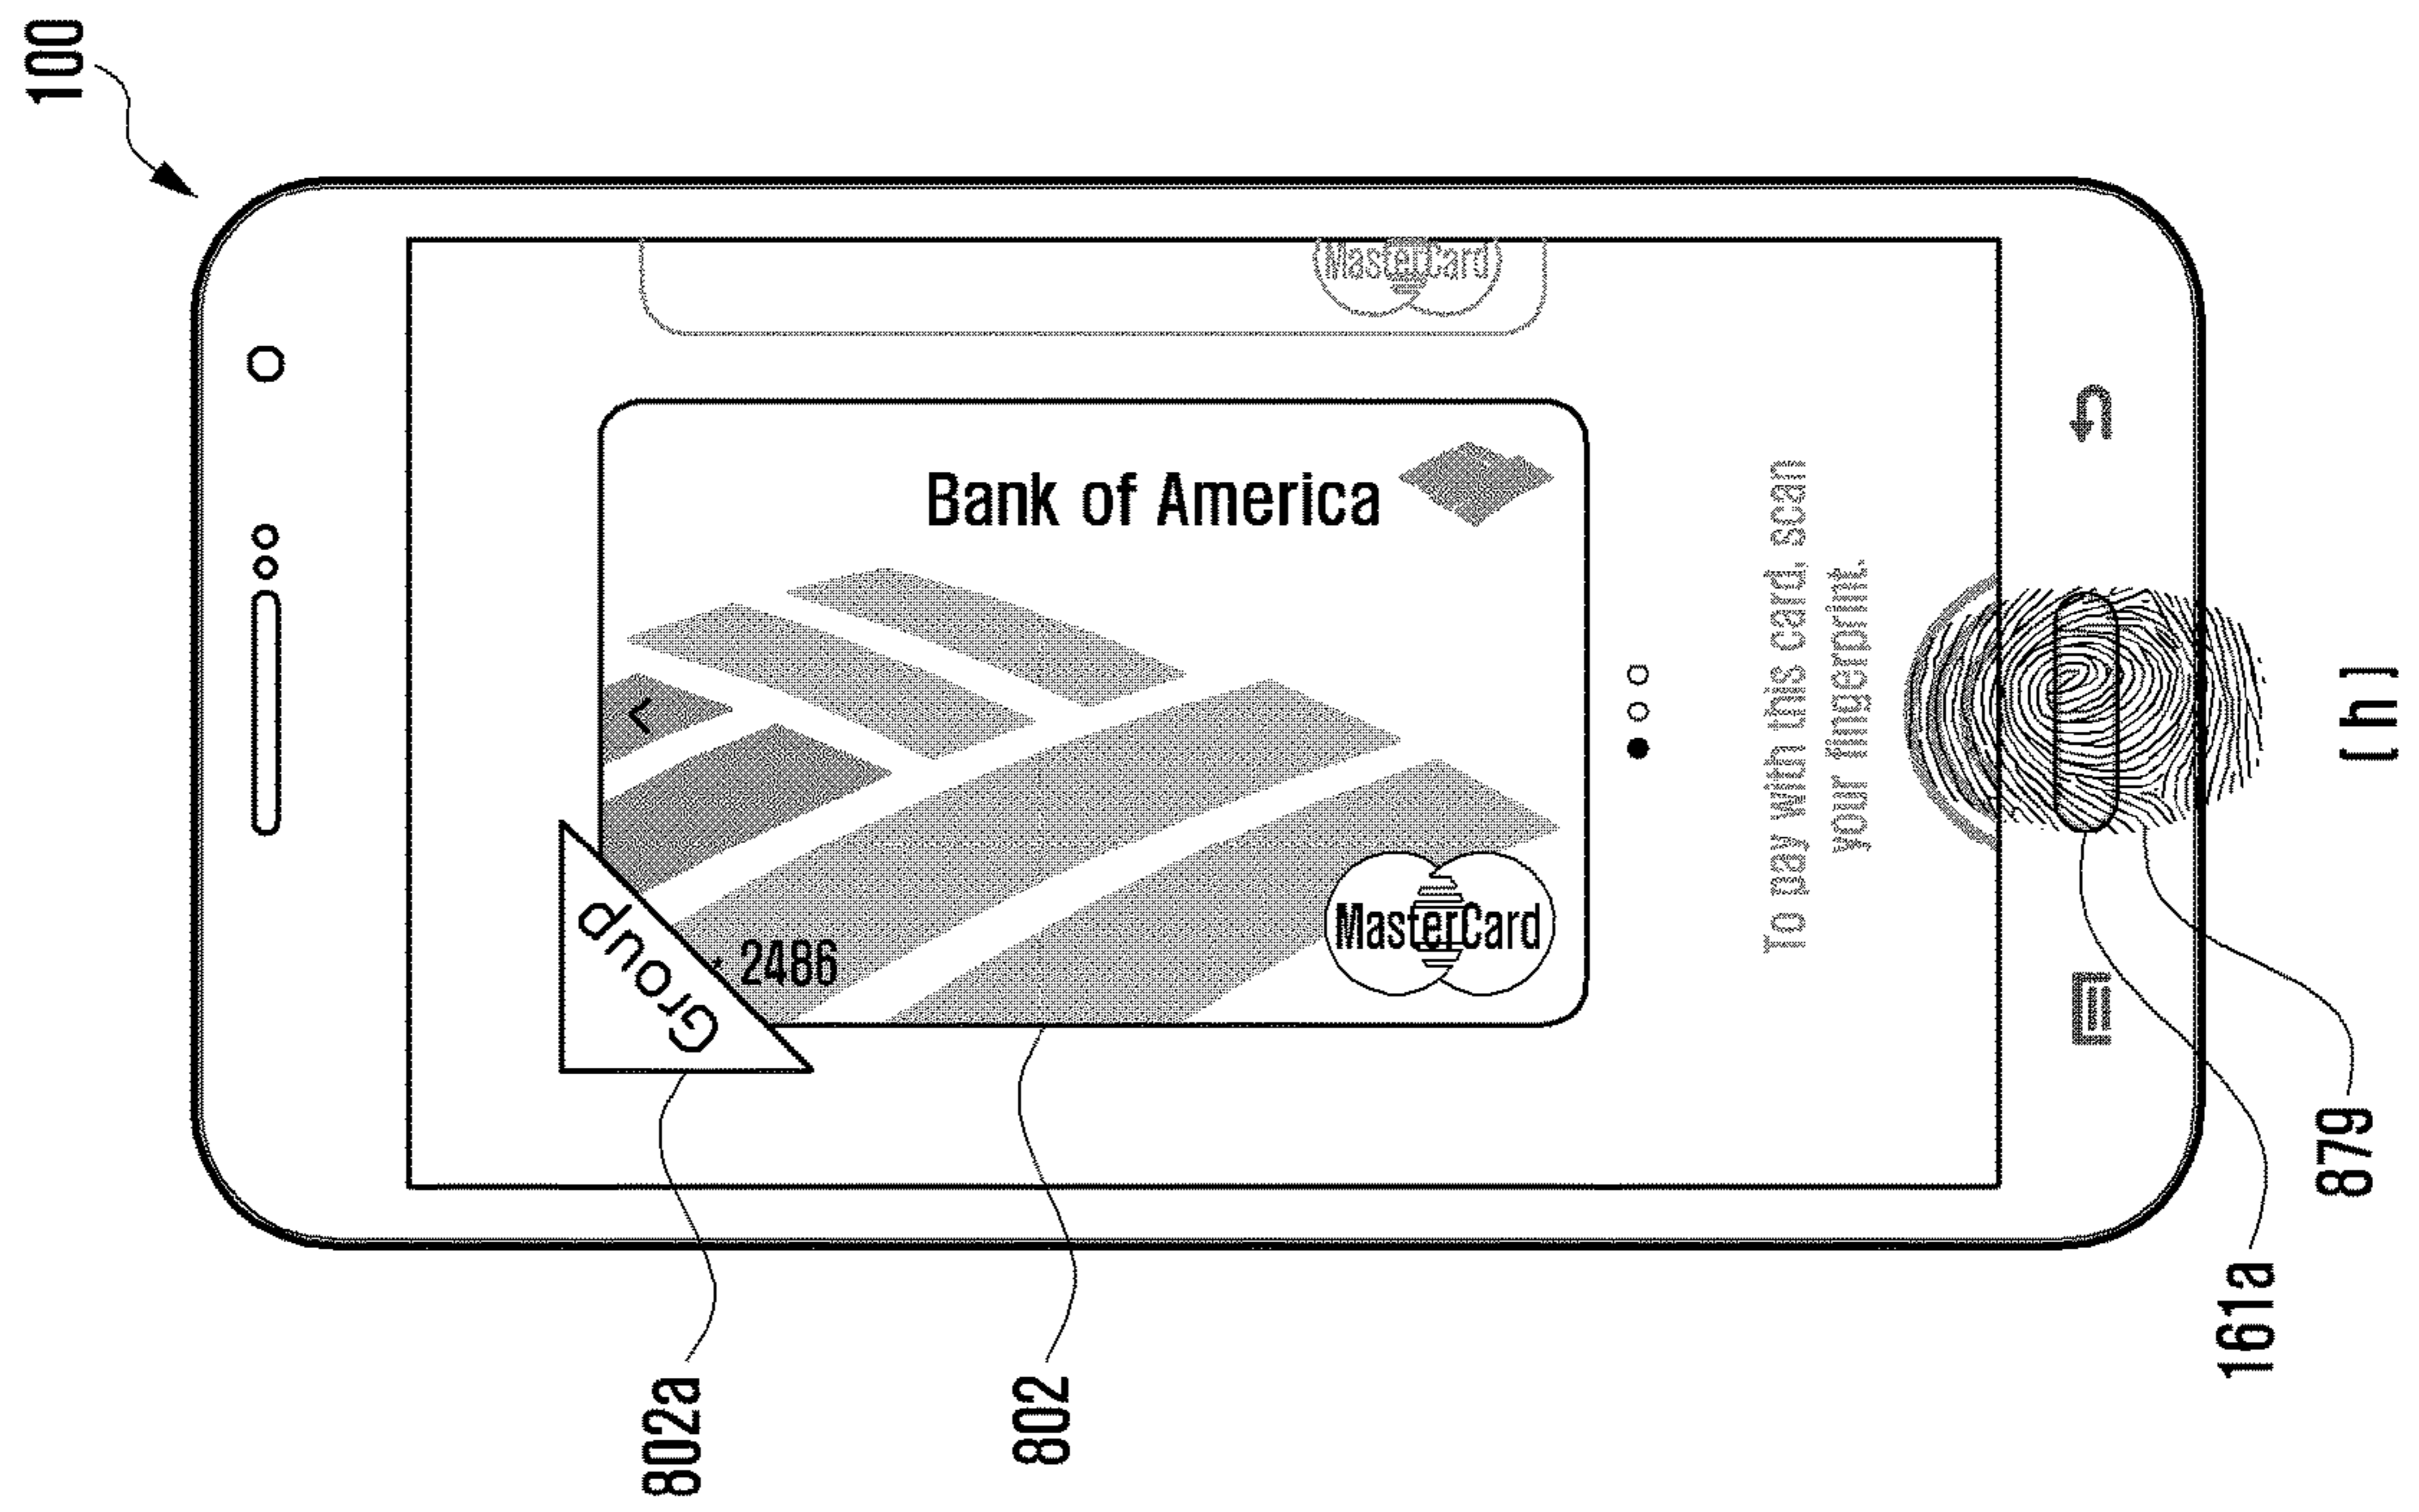 100
MasterCard
Bank of America
Group
* 2486
MasterCard
To pay with this card, scan
your fingerprint.
802a
802
161a
879
[ h ]